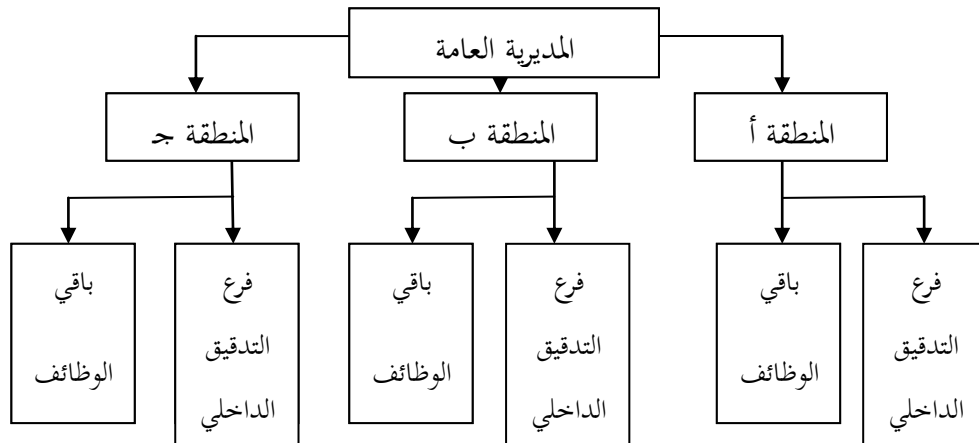 المديرية العامة
المنطقة أ
المنطقة ب
المنطقة جـ
فرع
التدقيق
الداخلي
باقي
الوظائف
فرع
التدقيق
الداخلي
باقي
الوظائف
فرع
التدقيق
الداخلي
باقي
الوظائف